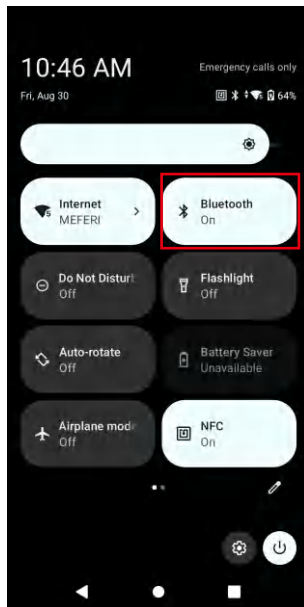 10:46 AM
Emergency calls only
Fri, Aug 30
64%
Internet
MEFERI
Bluetooth
On
Do Not Disturb
Off
Flashlight
Off
Auto-rotate
Off
Battery Saver
Unavailable
Airplane mode
Off
NFC
On